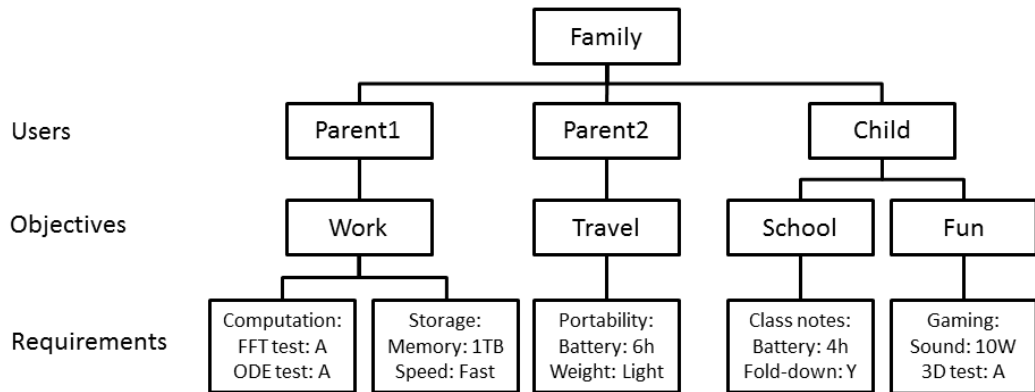 Family
Users
Parent1
Parent2
Child
Objectives
Work
Travel
School
Fun
Requirements
Computation:
FFT test: A
ODE test: A
Storage:
Memory: 1TB
Speed: Fast
Portability:
Battery: 6h
Weight: Light
Class notes:
Battery: 4h
Fold-down: Y
Gaming:
Sound: 10W
3D test: A